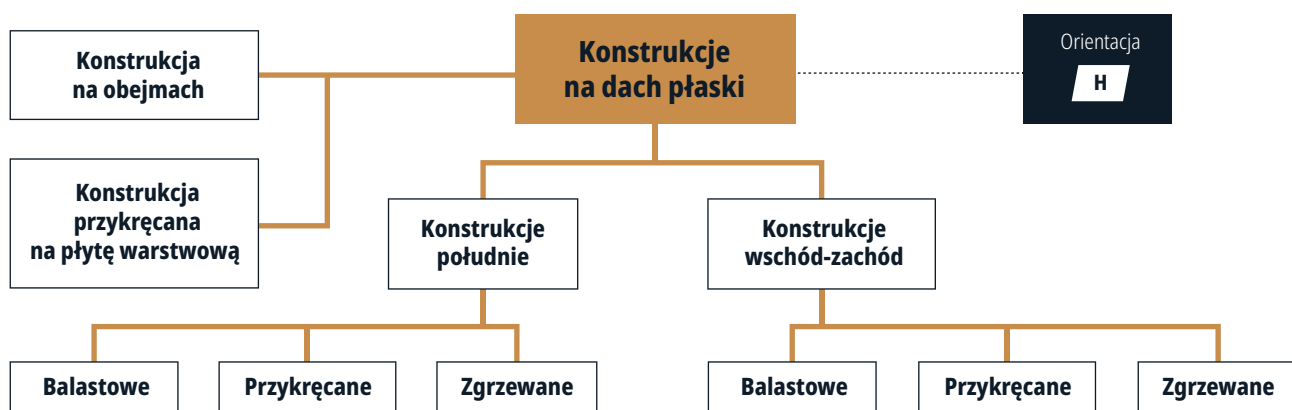 Konstrukcja
na obejmach
Konstrukcje
na dach płaski
Orientacja
H
Konstrukcja
przykręcana
na płytę warstwową
Konstrukcje
południe
Konstrukcje
wschód-zachód
Balastowe
Przykręcane
Zgrzewane
Balastowe
Przykręcane
Zgrzewane